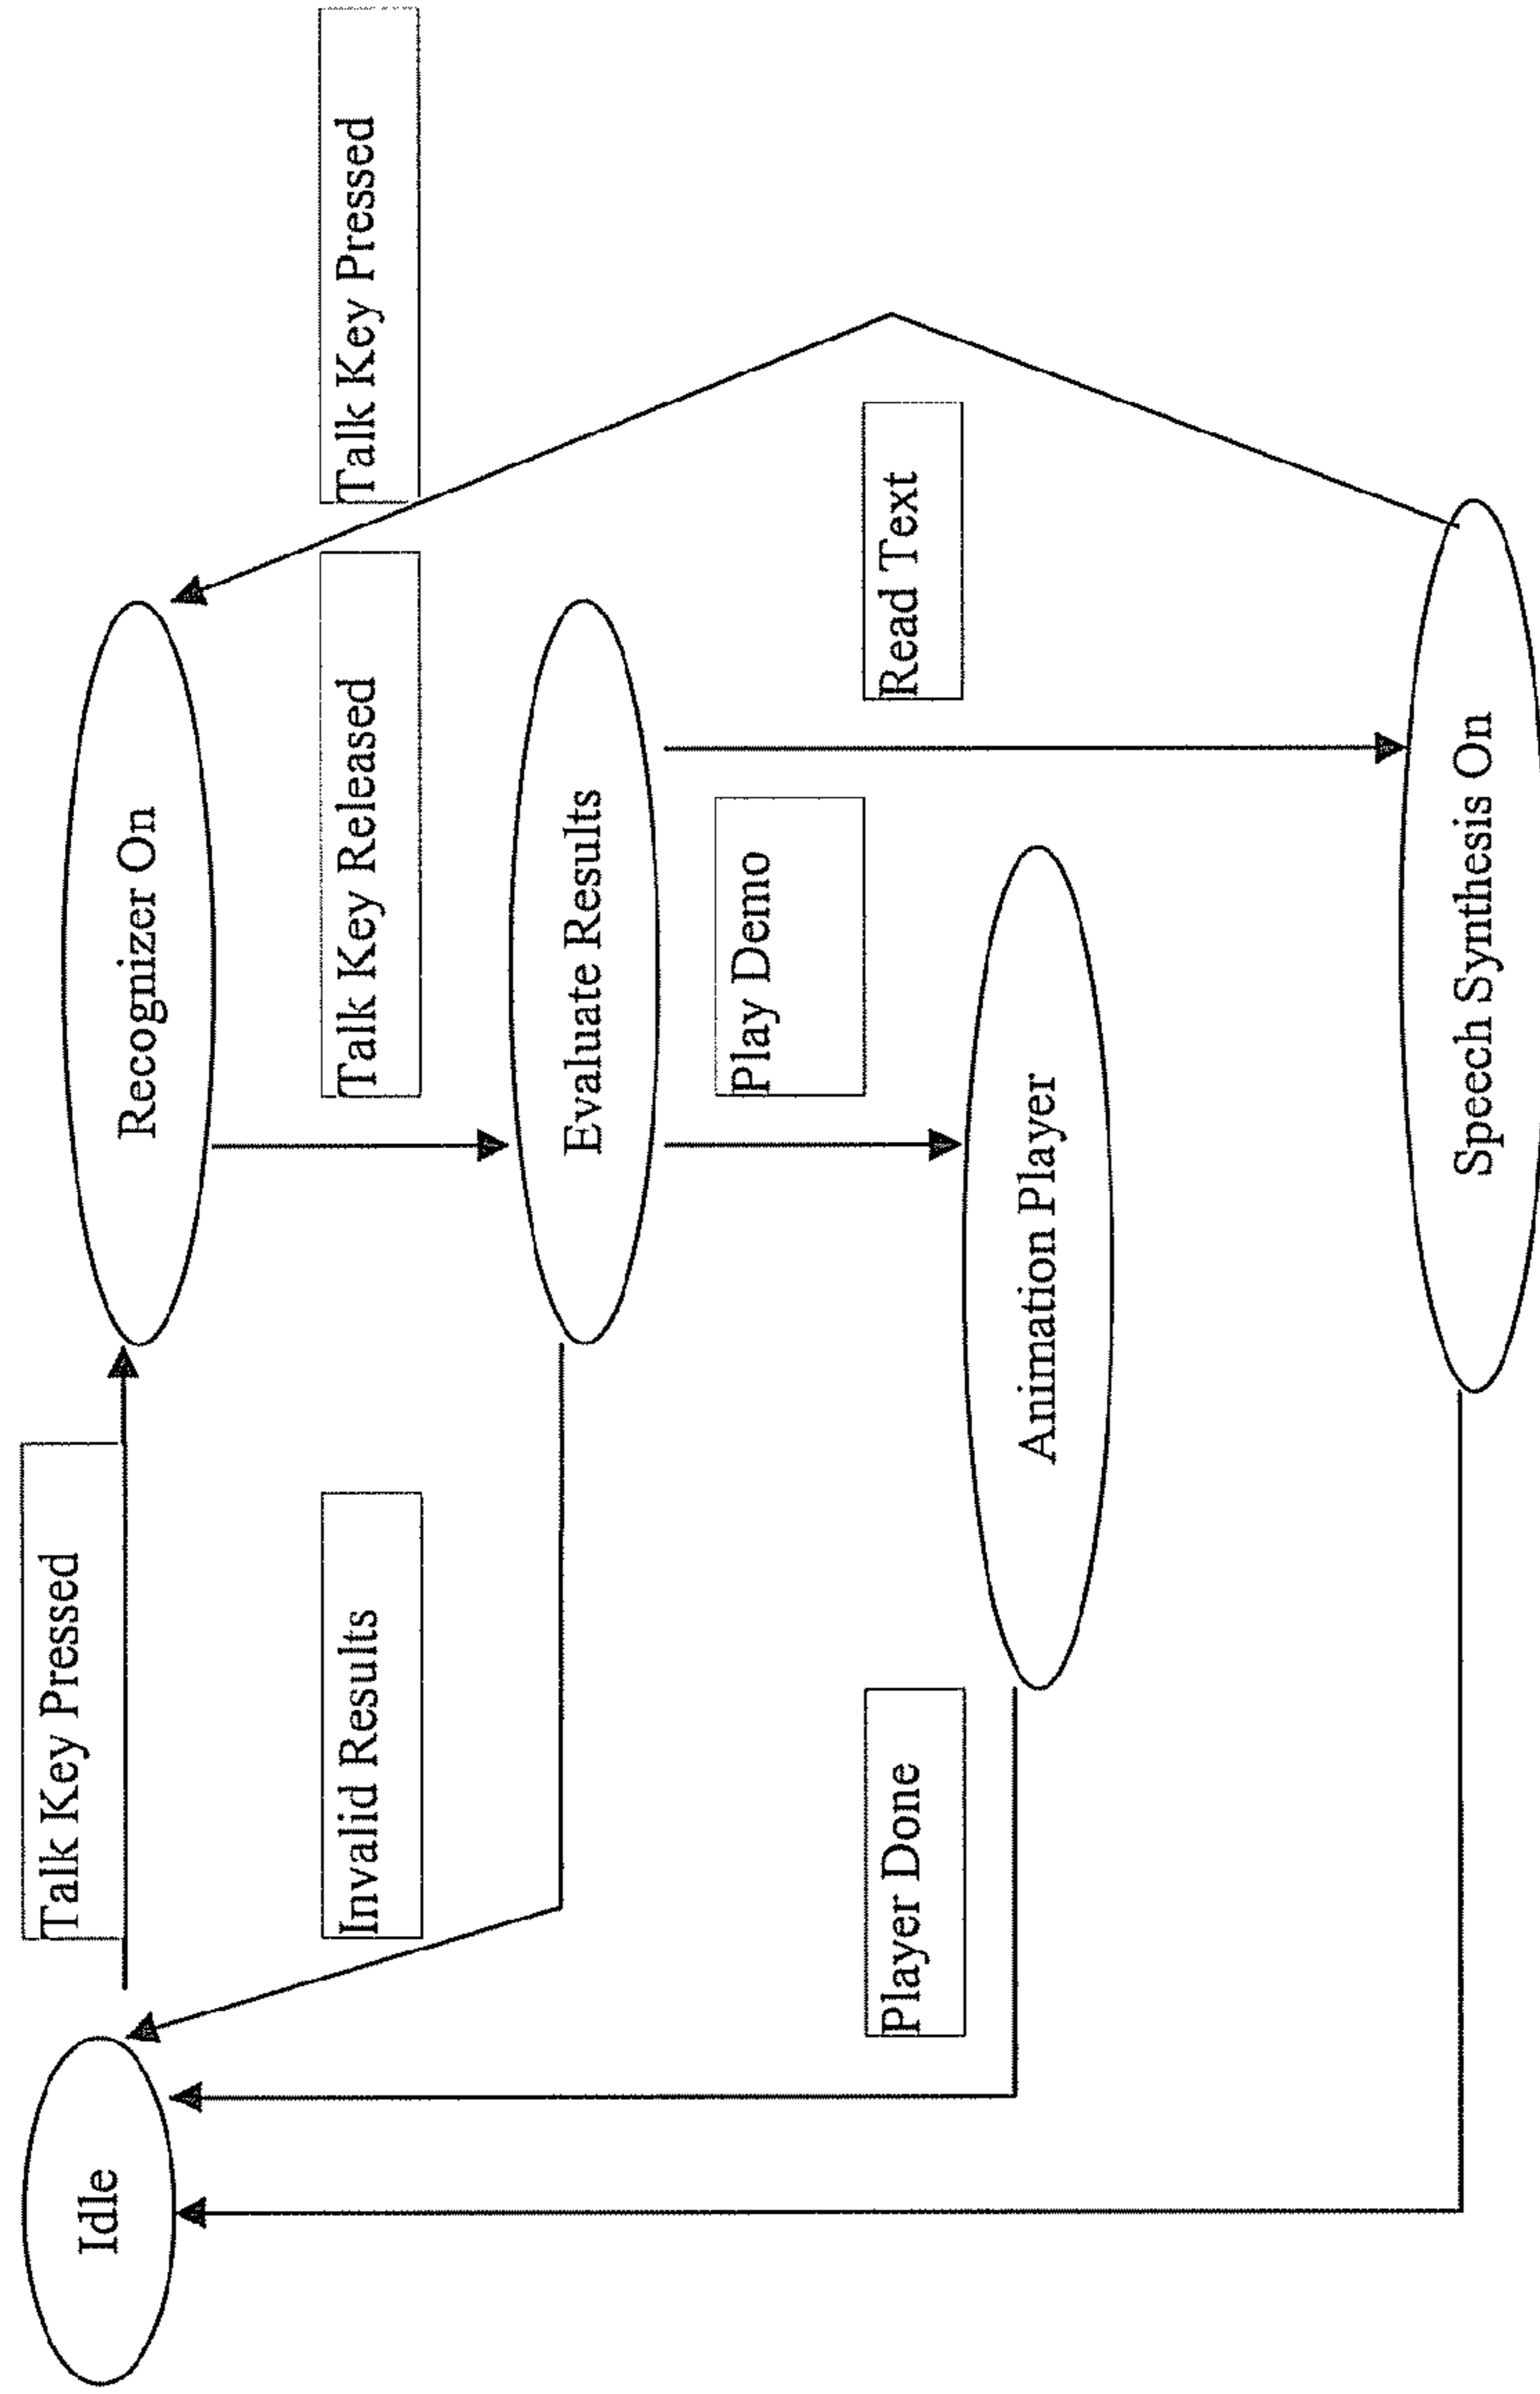 Idle
Talk Key Pressed
Recognizer On
Invalid Results
Talk Key Released
Talk Key Pressed
Evaluate Results
Play Demo
Player Done
Read Text
Animation Player
Speech Synthesis On